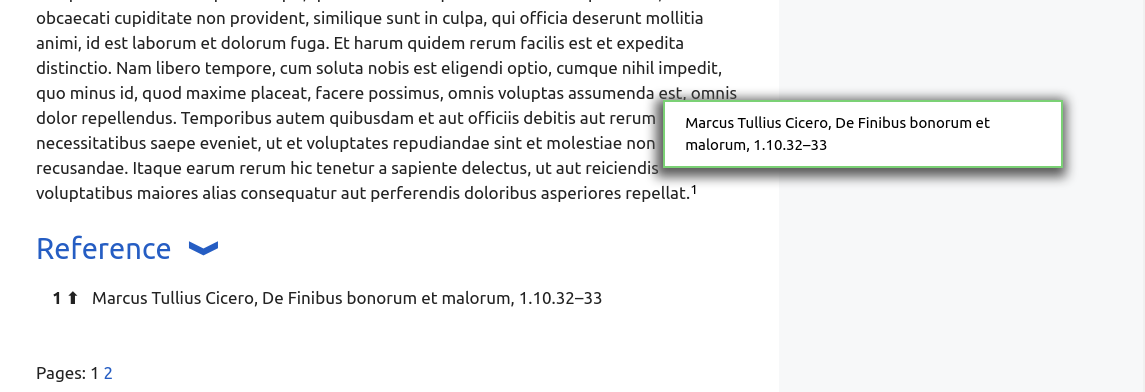 obcaecati cupiditate non provident, similique sunt in culpa, qui officia deserunt mollitia
animi, id est laborum et dolorum fuga. Et harum quidem rerum facilis est et expedita
distinctio. Nam libero tempore, cum soluta nobis est eligendi optio, cumque nihil impedit,
quo minus id, quod maxime placeat, facere possimus, omnis voluptas assumenda est, omnis
dolor repellendus. Temporibus autem quibusdam et aut officiis debitis aut rerum
necessitatibus saepe eveniet, ut et voluptates repudiandae sint et molestiae non
recusandae. Itaque earum rerum hic tenetur a sapiente delectus, ut aut reiciendis
voluptatibus maiores alias consequatur aut perferendis doloribus asperiores repellat.¹
Marcus Tullius Cicero, De Finibus bonorum et
malorum, 1.10.32–33
Reference
1 ⬆ Marcus Tullius Cicero, De Finibus bonorum et malorum, 1.10.32–33
Pages: 1 2